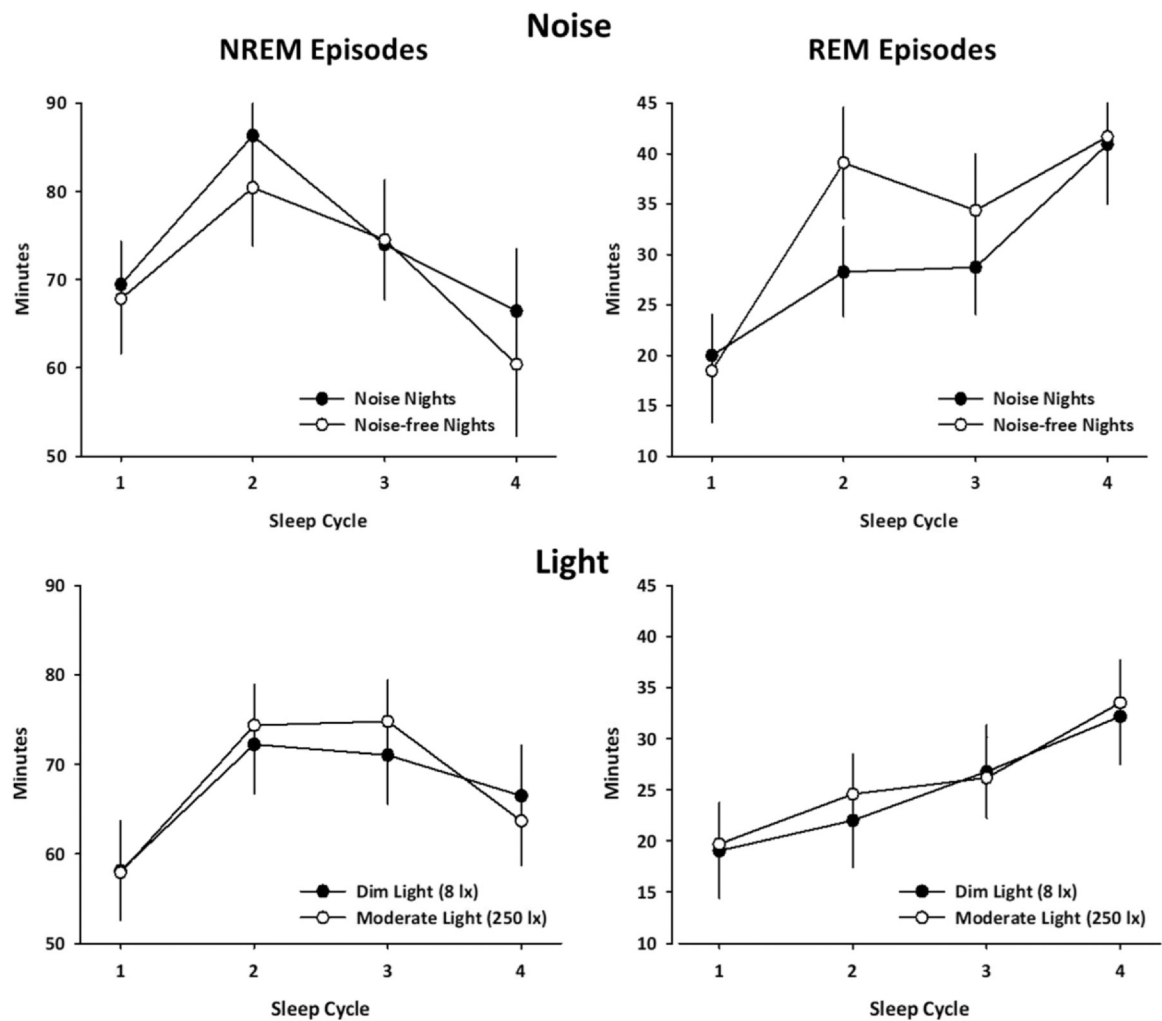 Noise
NREM Episodes
REM Episodes
90
80
70
60
50
Minutes
Noise Nights
Noise-free Nights
1 2 3 4
Sleep Cycle
45
40
35
30
25
20
15
10
Minutes
Noise Nights
Noise-free Nights
1 2 3 4
Sleep Cycle
Light
90
80
70
60
50
Minutes
Dim Light (8 lx)
Moderate Light (250 lx)
1 2 3 4
Sleep Cycle
45
40
35
30
25
20
15
10
Minutes
Dim Light (8 lx)
Moderate Light (250 lx)
1 2 3 4
Sleep Cycle